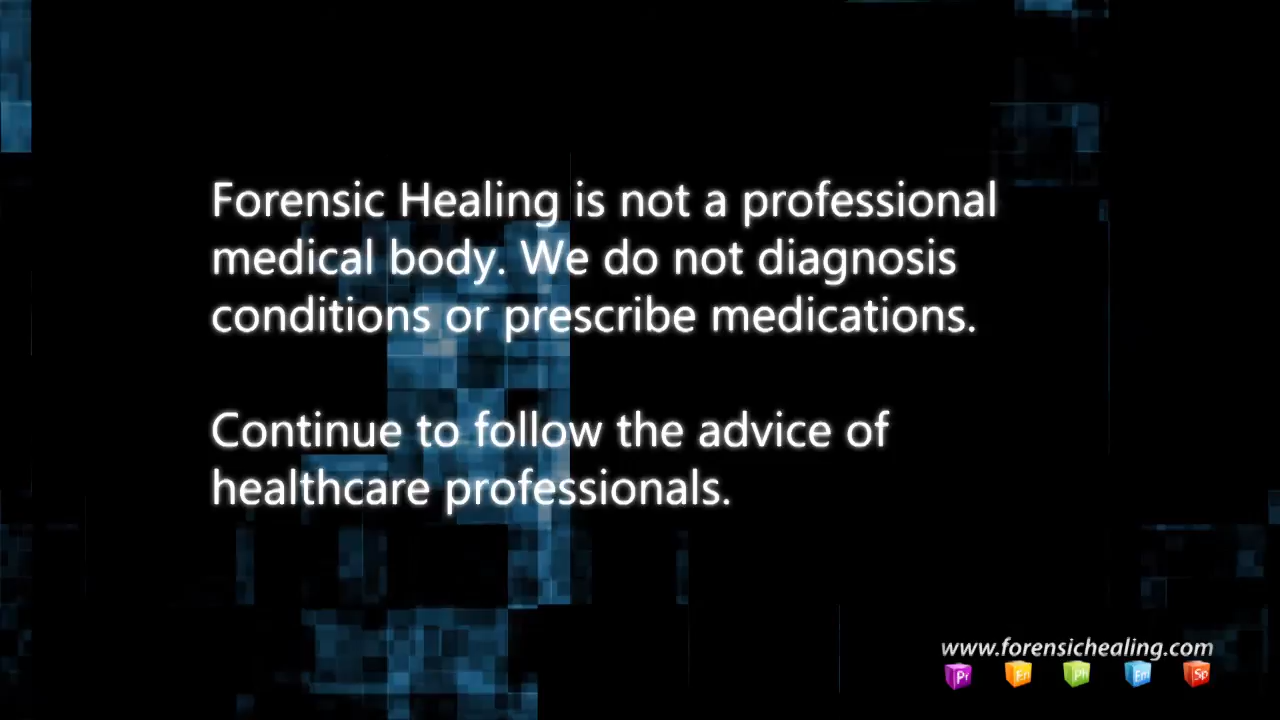 Forensic Healing is not a professional
medical body. We do not diagnosis
conditions or prescribe medications.
Continue to follow the advice of
healthcare professionals.
www.forensichealing.com
Pr En Ph Em Sp